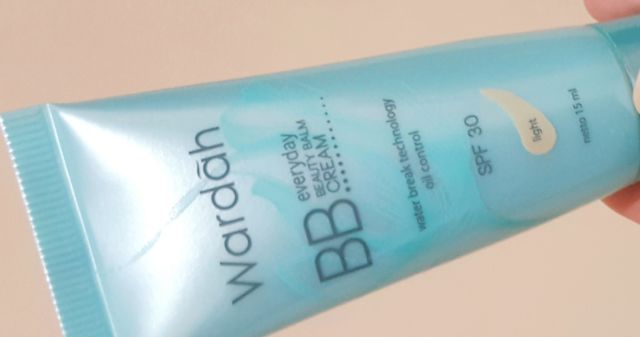 wardah
everyday
BEAUTY BALM
BB CREAM
water break technology
oil control
SPF 30
light
netto 15 ml